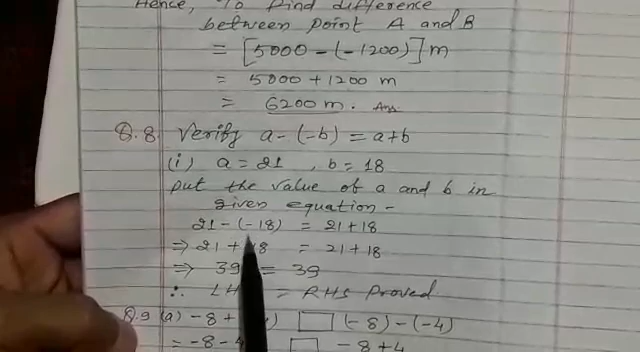 Hence, To find difference
between point A and B
= [5000 - (-1200)] m
= 5000 + 1200 m
= 6200 m. Ans.
Q.8. Verify a - (-b) = a + b
(i) a = 21 , b = 18
put the value of a and b in
given equation -
21 - (-18) = 21 + 18
⇒ 21 + 18 = 21 + 18
⇒ 39 = 39
∴ LH = RHS Proved
Q.9 (a) -8 + ) □ (-8) - (-4)
= -8 - 4 □ -8 + 4